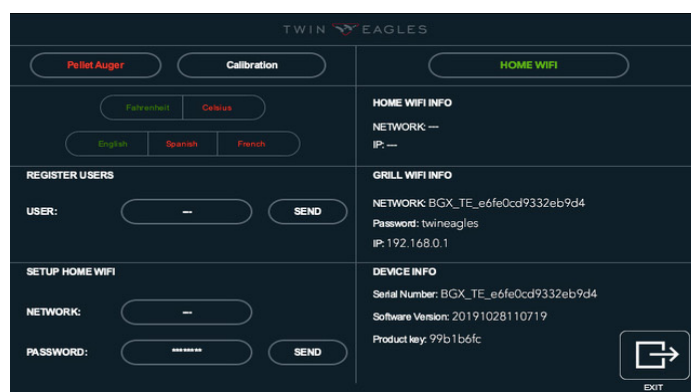 TWIN EAGLES
Pellet Auger
Calibration
HOME WIFI
Fahrenheit
Celsius
English
Spanish
French
HOME WIFI INFO
NETWORK: ---
IP: ---
REGISTER USERS
USER:
---
SEND
GRILL WIFI INFO
NETWORK: BGX_TE_e6fe0cd9332eb9d4
Password: twineagles
IP: 192.168.0.1
SETUP HOME WIFI
NETWORK:
---
PASSWORD:
********
SEND
DEVICE INFO
Serial Number: BGX_TE_e6fe0cd9332eb9d4
Software Version: 20191028110719
Product key: 99b1b6fc
EXIT